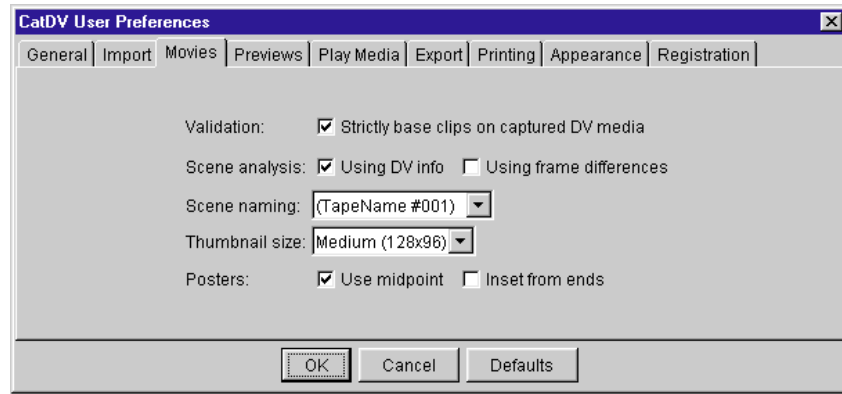 CatDV User Preferences
General Import Movies Previews Play Media Export Printing Appearance Registration
Validation: Strictly base clips on captured DV media
Scene analysis: Using DV info Using frame differences
Scene naming: (TapeName #001)
Thumbnail size: Medium (128x96)
Posters: Use midpoint Inset from ends
OK Cancel Defaults